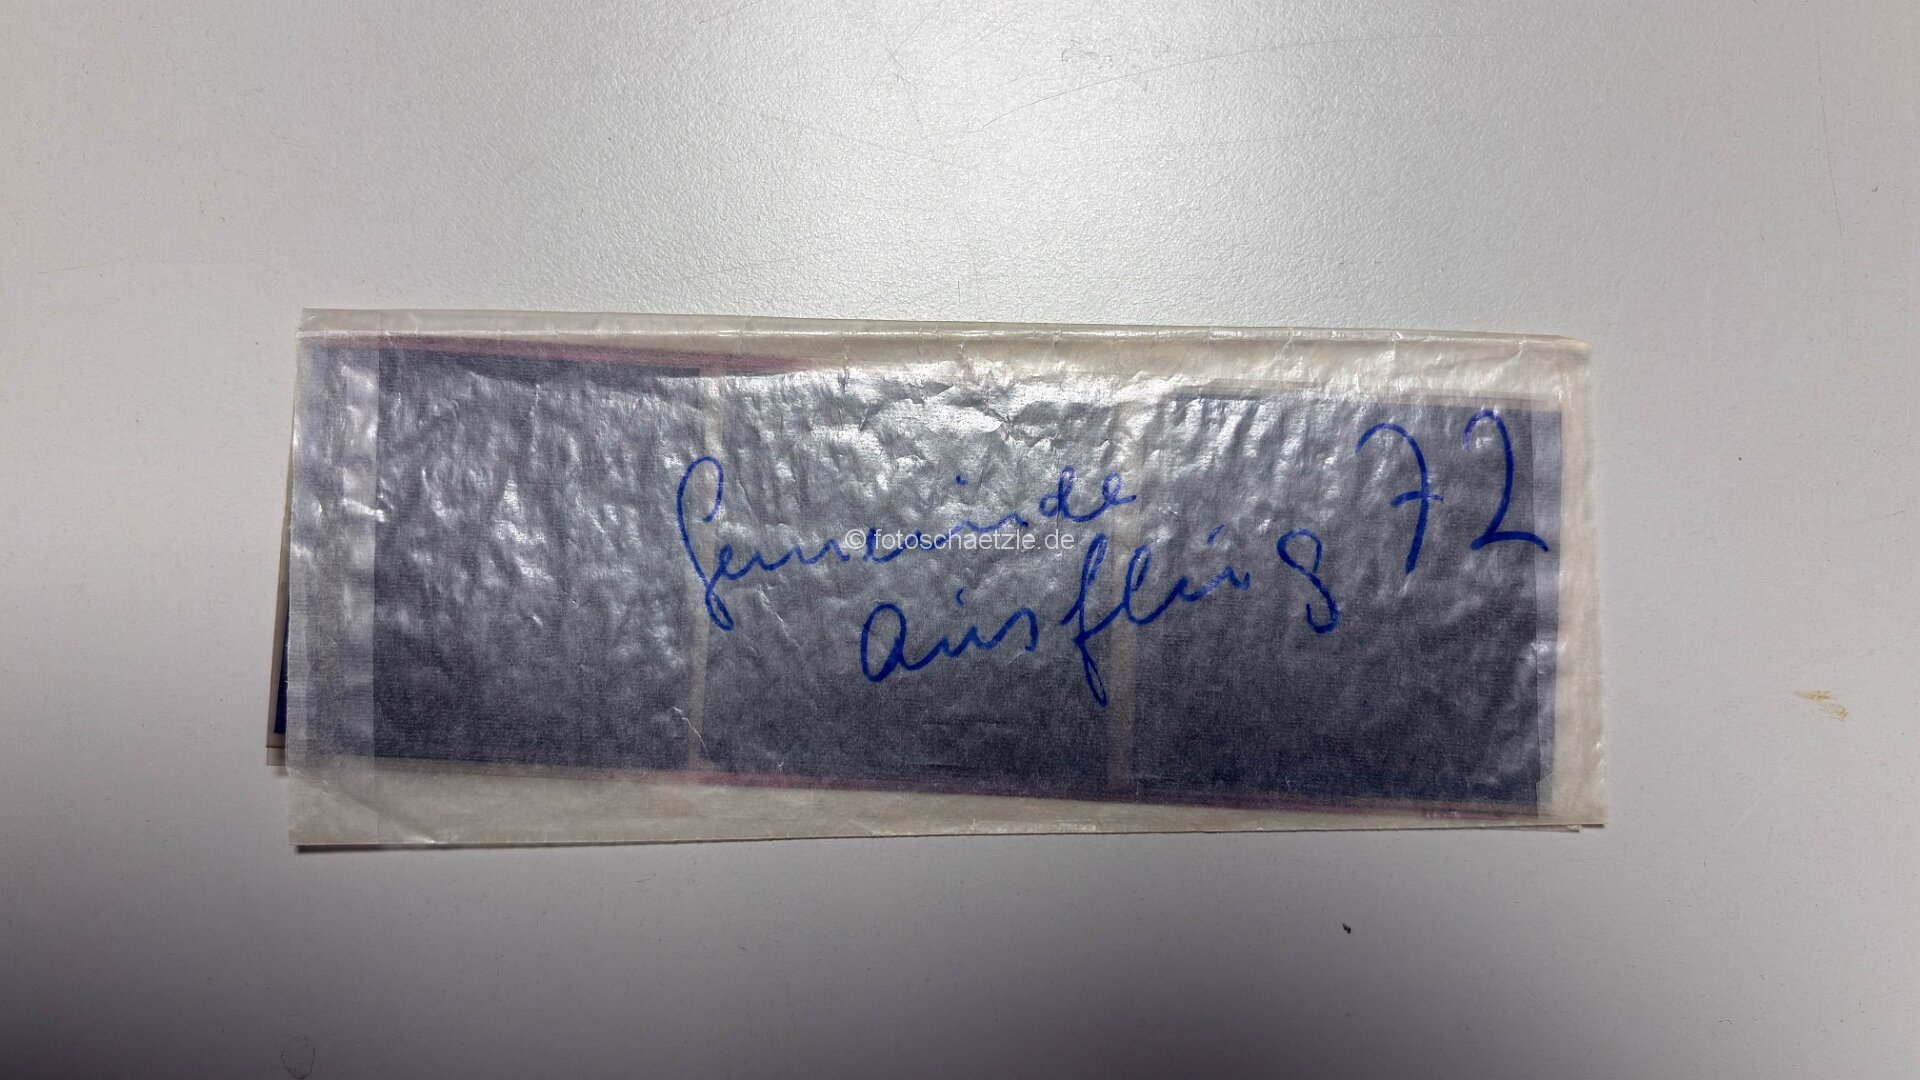 Gemeinde
ausflug 72
© fotoschaetzle.de